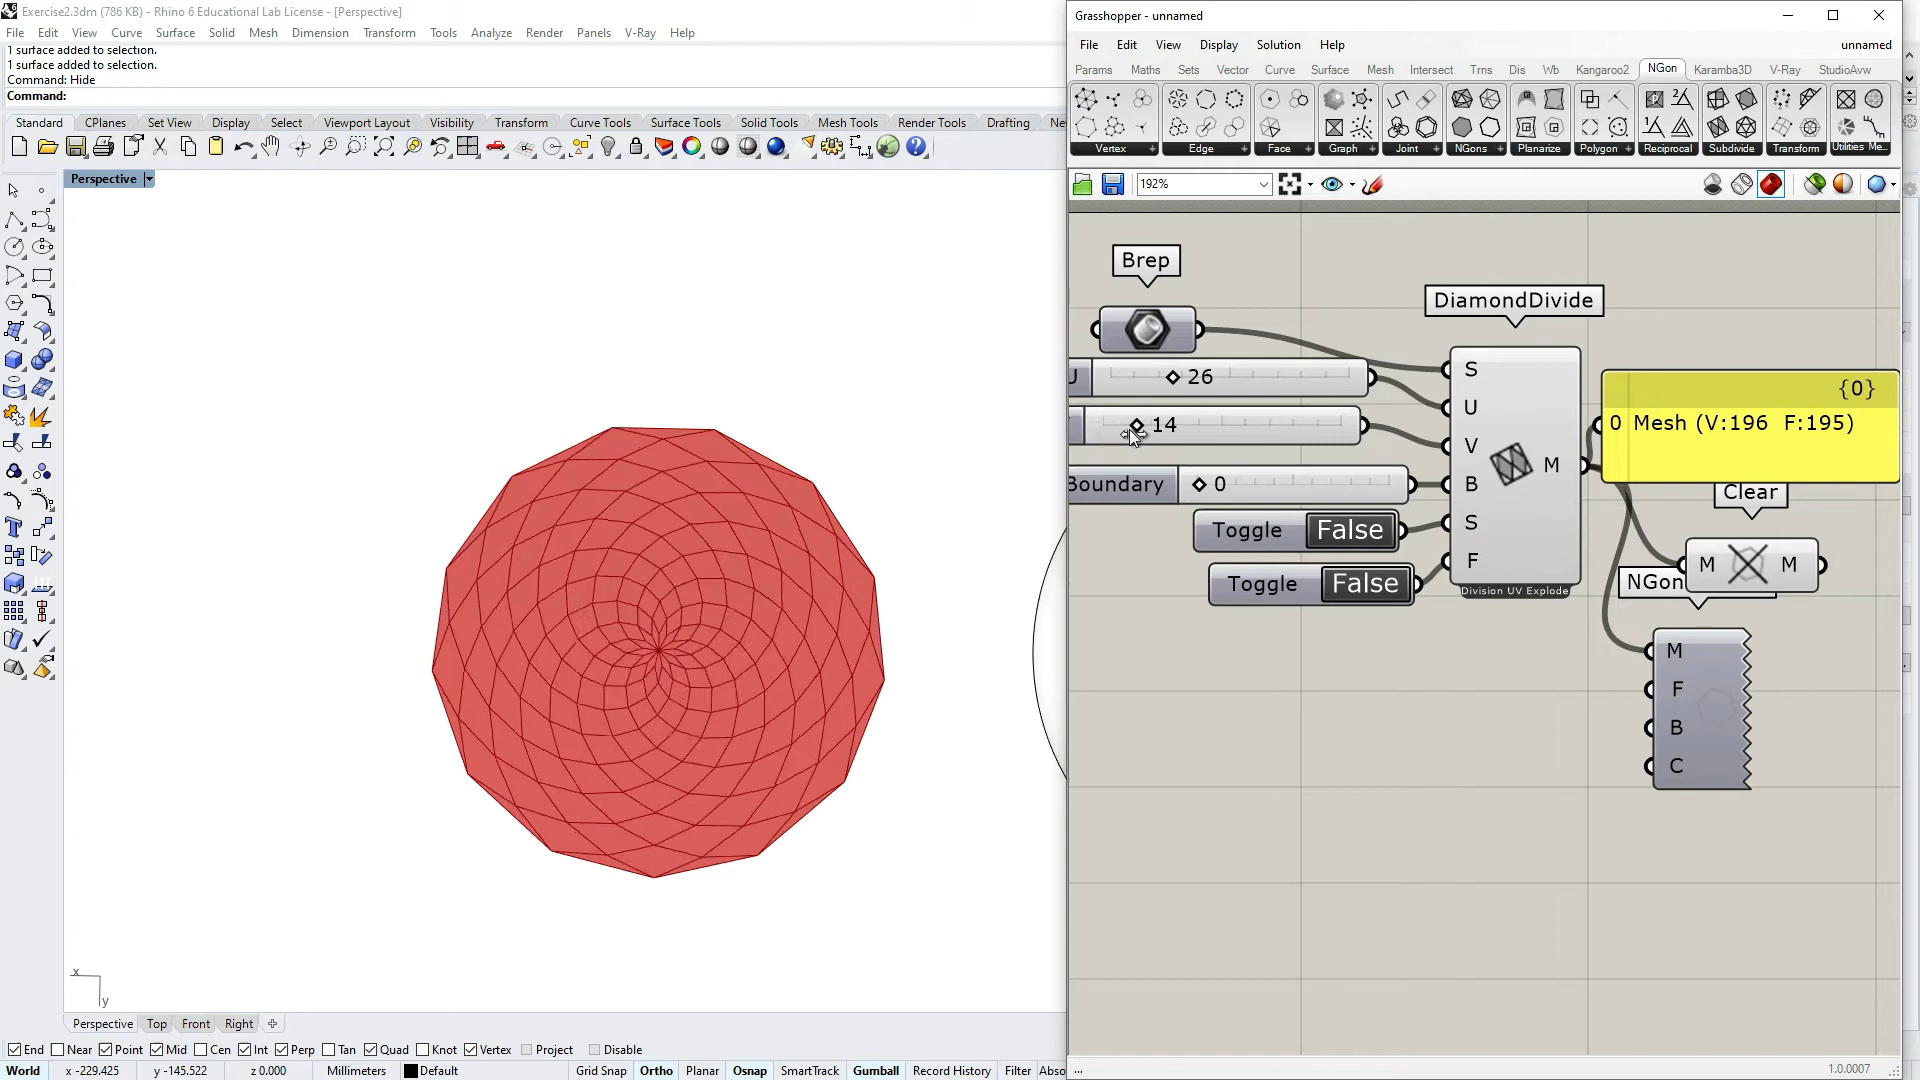 Exercise2.3dm (786 KB) - Rhino 6 Educational Lab License - [Perspective]
File Edit View Curve Surface Solid Mesh Dimension Transform Tools Analyze Render Panels V-Ray Help
1 surface added to selection.
1 surface added to selection.
Command: Hide
Command:
Standard CPlanes Set View Display Select Viewport Layout Visibility Transform Curve Tools Surface Tools Solid Tools Mesh Tools Render Tools Drafting
Perspective
x
y
Perspective Top Front Right
End Near Point Mid Cen Int Perp Tan Quad Knot Vertex Project Disable
World x -229.425 y -145.522 z 0.000 Millimeters Default Grid Snap Ortho Planar Osnap SmartTrack Gumball Record History Filter Abso
Grasshopper - unnamed
File Edit View Display Solution Help unnamed
Params Maths Sets Vector Curve Surface Mesh Intersect Trns Dis Wb Kangaroo2 NGon Karamba3D V-Ray StudioAvw
Vertex Edge Face Graph Joint NGons Planarize Polygon Reciprocal Subdivide Transform Utilities Me...
192%
Brep
DiamondDivide
U 26
14
Boundary 0
Toggle False
Toggle False
S
U
V
B
S
F
M
Division UV Explode
{0}
0 Mesh (V:196 F:195)
Clear
M M
NGon
M
F
B
C
... 1.0.0007